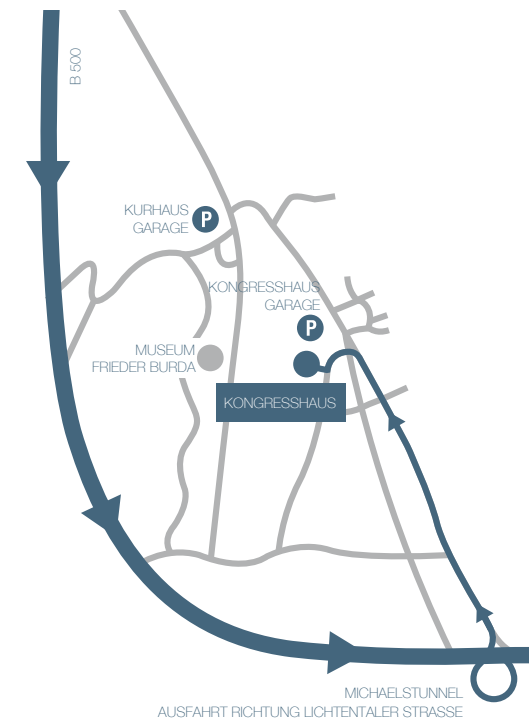 B 500
KURHAUS
GARAGE
P
KONGRESSHAUS
GARAGE
P
MUSEUM
FRIEDER BURDA
KONGRESSHAUS
MICHAELSTUNNEL
AUSFAHRT RICHTUNG LICHTENTALER STRASSE